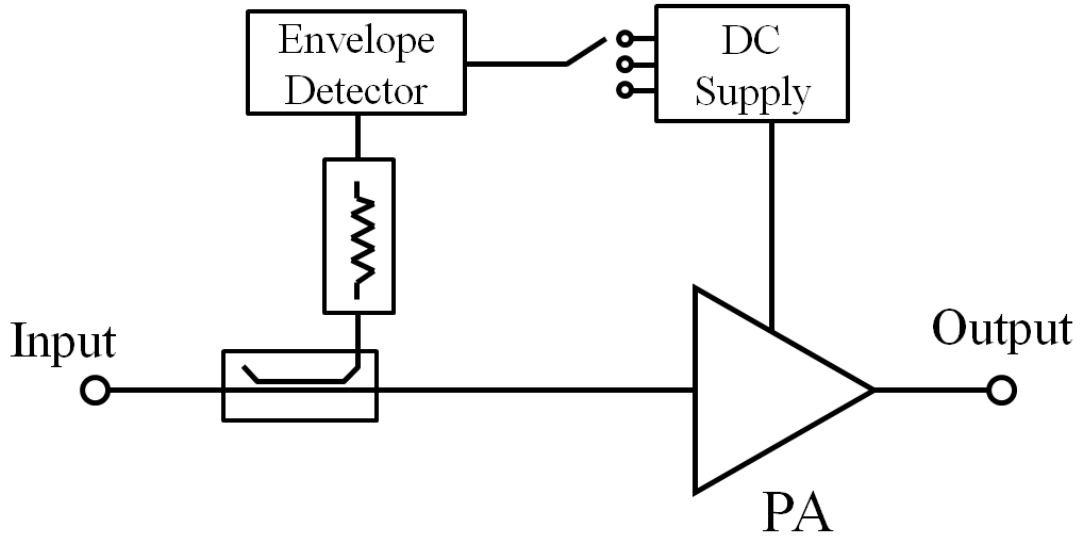 Envelope
Detector
DC
Supply
Input
Output
PA